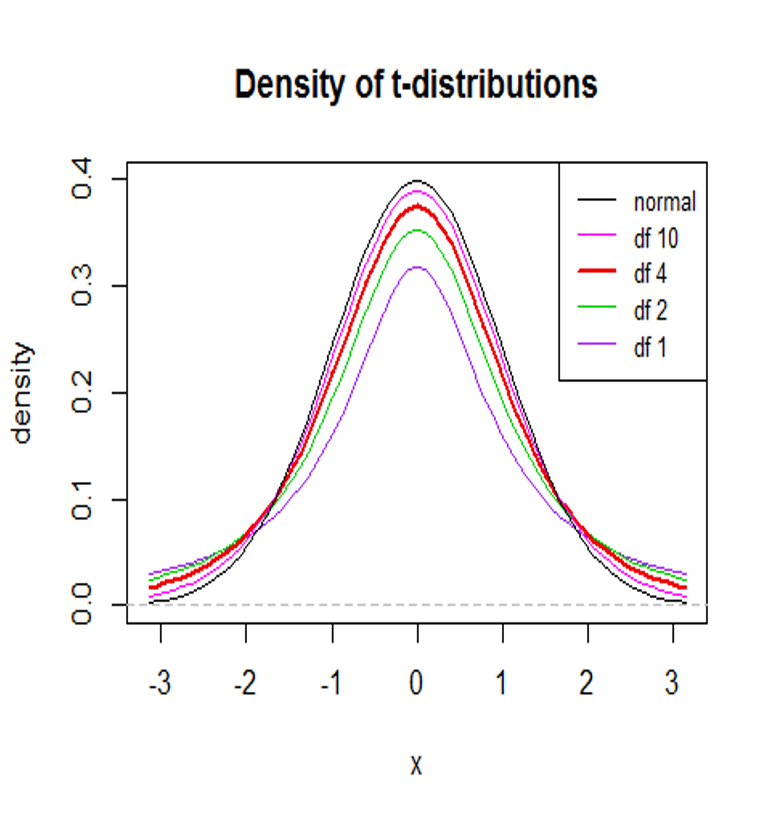 Density of t-distributions
normal
df 10
df 4
df 2
df 1
0.4
0.3
0.2
0.1
0.0
density
-3 -2 -1 0 1 2 3
x